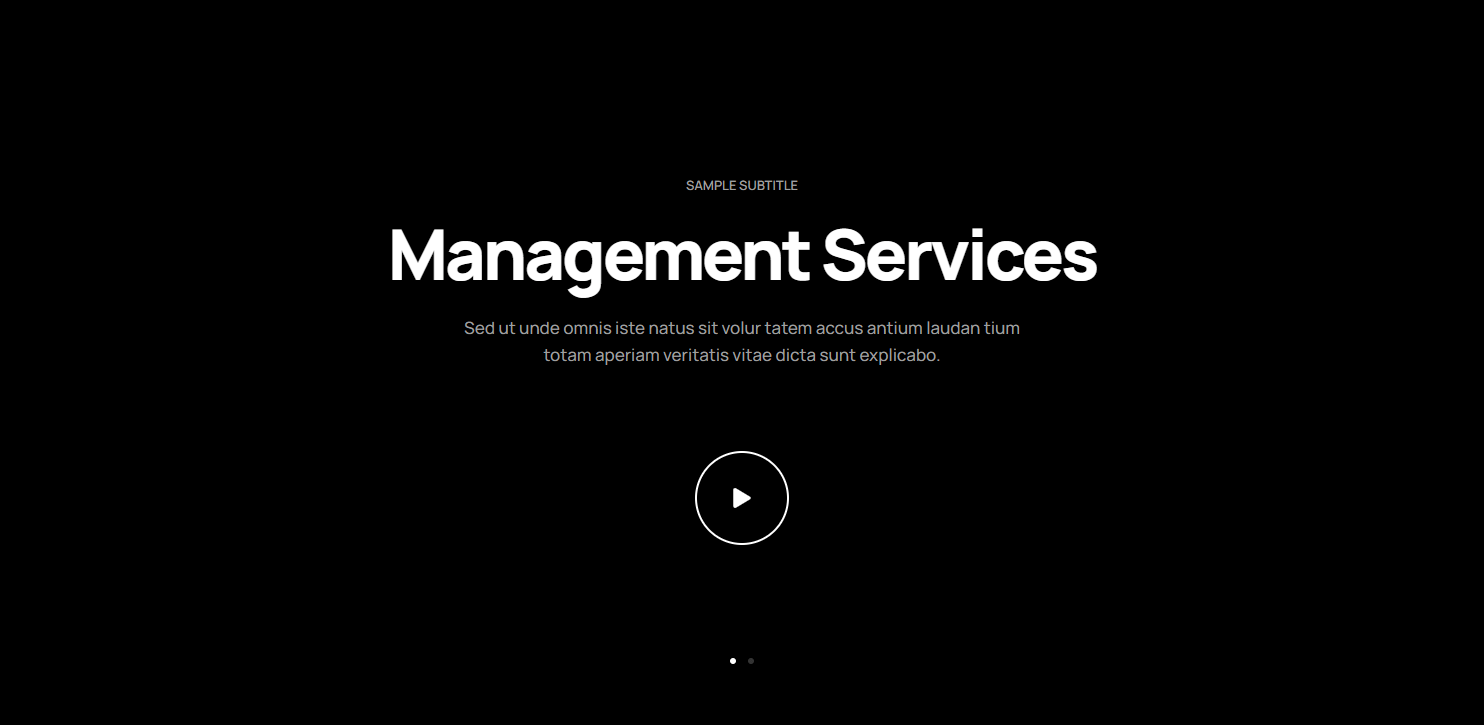 SAMPLE SUBTITLE
Management Services
Sed ut unde omnis iste natus sit volur tatem accus antium laudan tium
totam aperiam veritatis vitae dicta sunt explicabo.